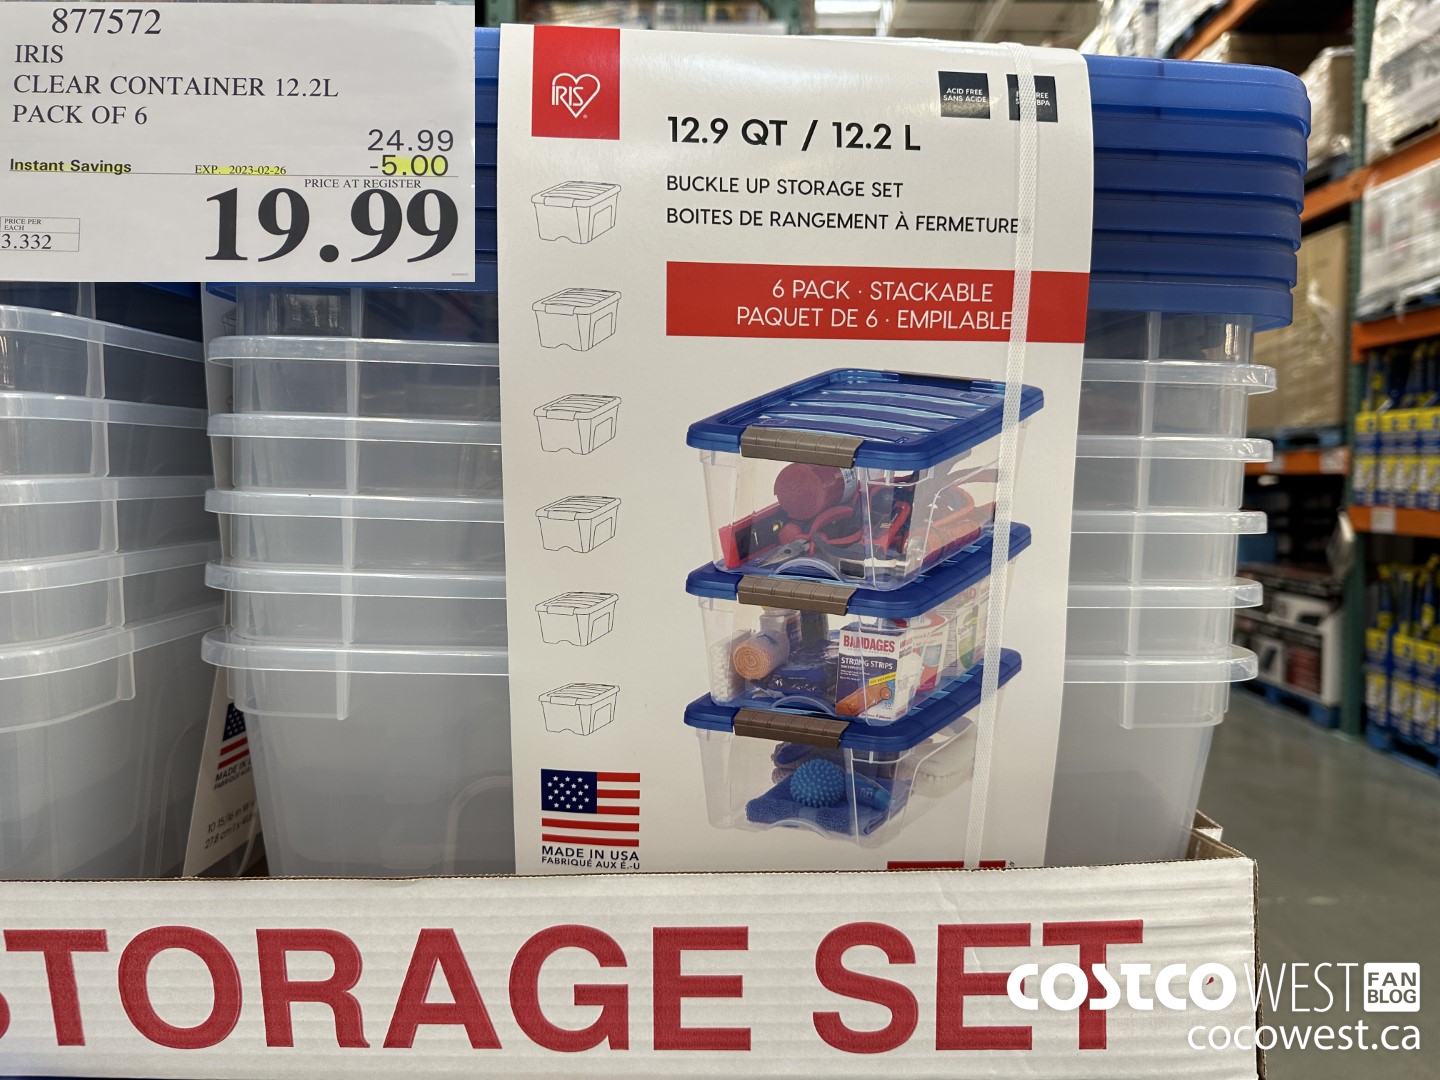 877572
IRIS
CLEAR CONTAINER 12.2L
PACK OF 6
24.99
Instant Savings EXP. 2023-02-26 -5.00
PRICE AT REGISTER
19.99
PRICE PER
EACH
3.332
IRIS
ACID FREE
SANS ACIDE
BPA
12.9 QT / 12.2 L
BUCKLE UP STORAGE SET
BOITES DE RANGEMENT À FERMETURE
6 PACK · STACKABLE
PAQUET DE 6 · EMPILABLE
BANDAGES
STRONG STRIPS
MADE IN USA
FABRIQUÉ AUX É.-U
MADE IN
STORAGE SET
COSTCO WEST
FAN
BLOG
cocowest.ca